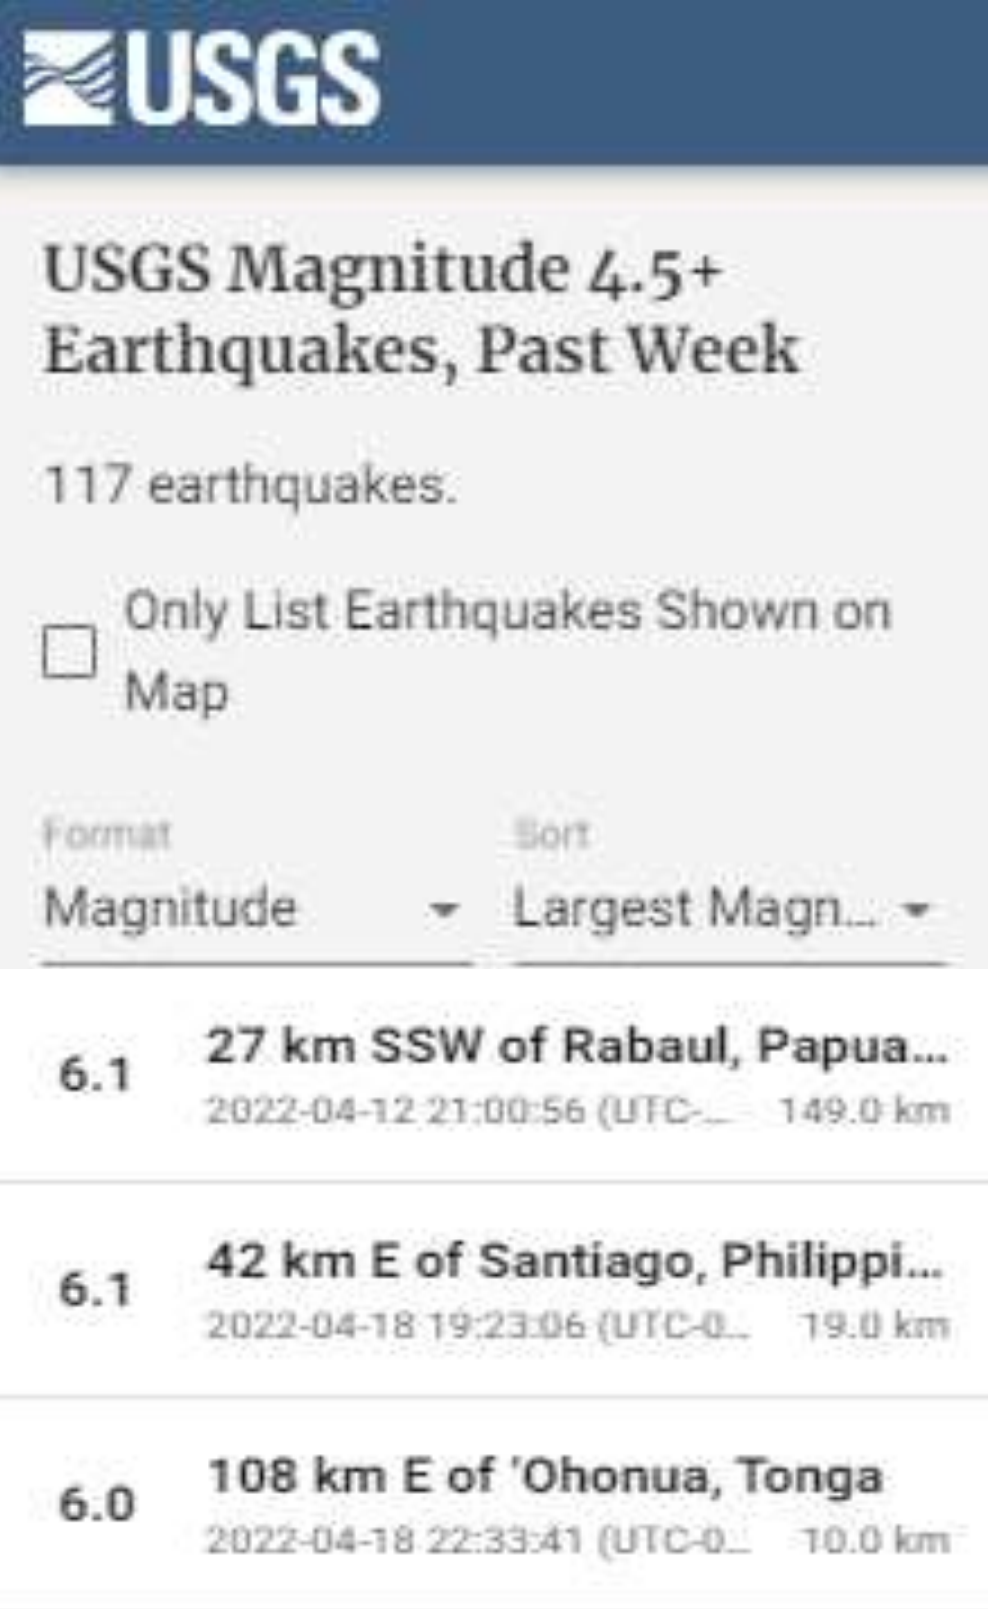 USGS
USGS Magnitude 4.5+
Earthquakes, Past Week
117 earthquakes.
Only List Earthquakes Shown on
Map
Format
Sort
Magnitude
Largest Magn...
6.1
27 km SSW of Rabaul, Papua...
2022-04-12 21:00:56 (UTC-... 149.0 km
6.1
42 km E of Santiago, Philippi...
2022-04-18 19:23:06 (UTC-0... 19.0 km
6.0
108 km E of ‘Ohonua, Tonga
2022-04-18 22:33:41 (UTC-0... 10.0 km